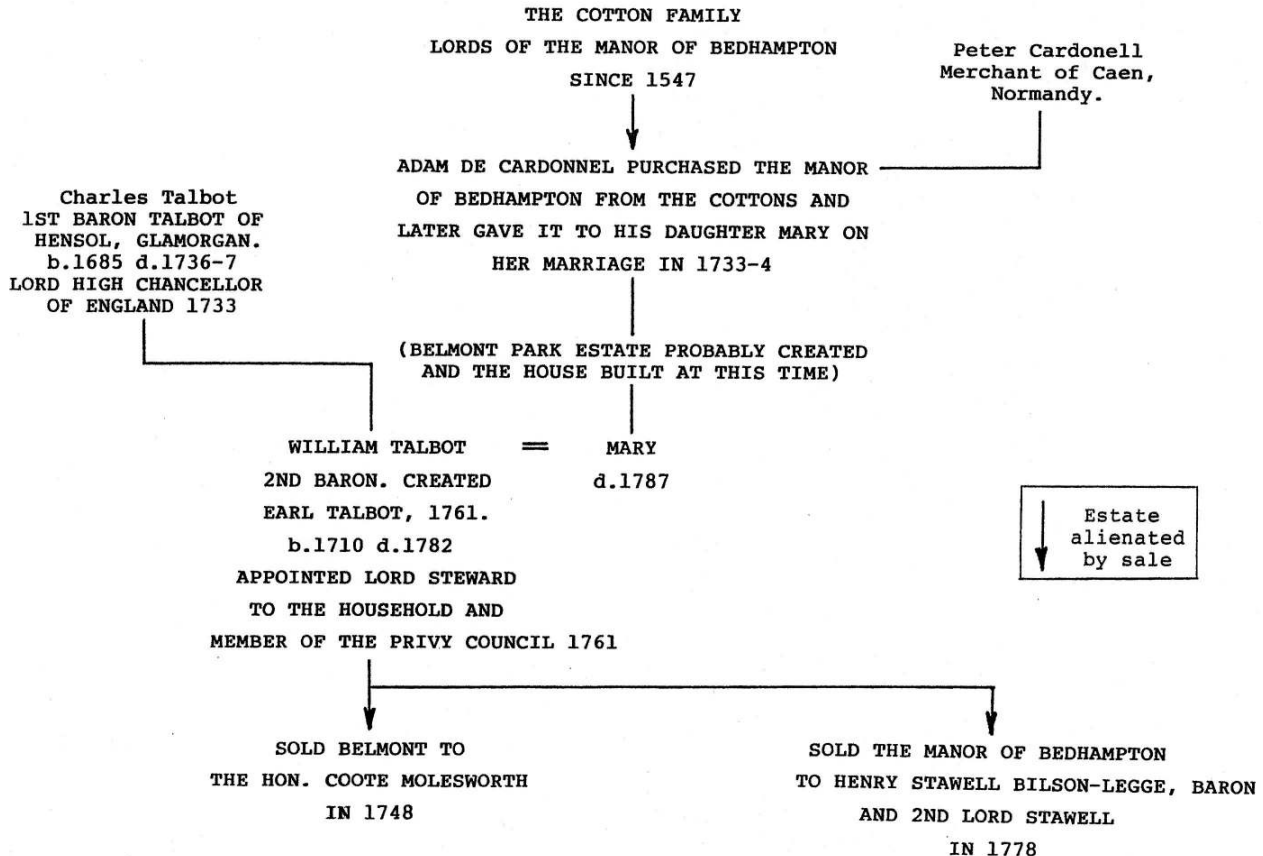 THE COTTON FAMILY
LORDS OF THE MANOR OF BEDHAMPTON
SINCE 1547
Peter Cardonell
Merchant of Caen,
Normandy.
ADAM DE CARDONNEL PURCHASED THE MANOR
OF BEDHAMPTON FROM THE COTTONS AND
LATER GAVE IT TO HIS DAUGHTER MARY ON
HER MARRIAGE IN 1733-4
Charles Talbot
1ST BARON TALBOT OF
HENSOL, GLAMORGAN.
b.1685 d.1736-7
LORD HIGH CHANCELLOR
OF ENGLAND 1733
(BELMONT PARK ESTATE PROBABLY CREATED
AND THE HOUSE BUILT AT THIS TIME)
WILLIAM TALBOT = MARY
2ND BARON. CREATED d.1787
EARL TALBOT, 1761.
b.1710 d.1782
APPOINTED LORD STEWARD
TO THE HOUSEHOLD AND
MEMBER OF THE PRIVY COUNCIL 1761
Estate
alienated
by sale
SOLD BELMONT TO
THE HON. COOTE MOLESWORTH
IN 1748
SOLD THE MANOR OF BEDHAMPTON
TO HENRY STAWELL BILSON-LEGGE, BARON
AND 2ND LORD STAWELL
IN 1778